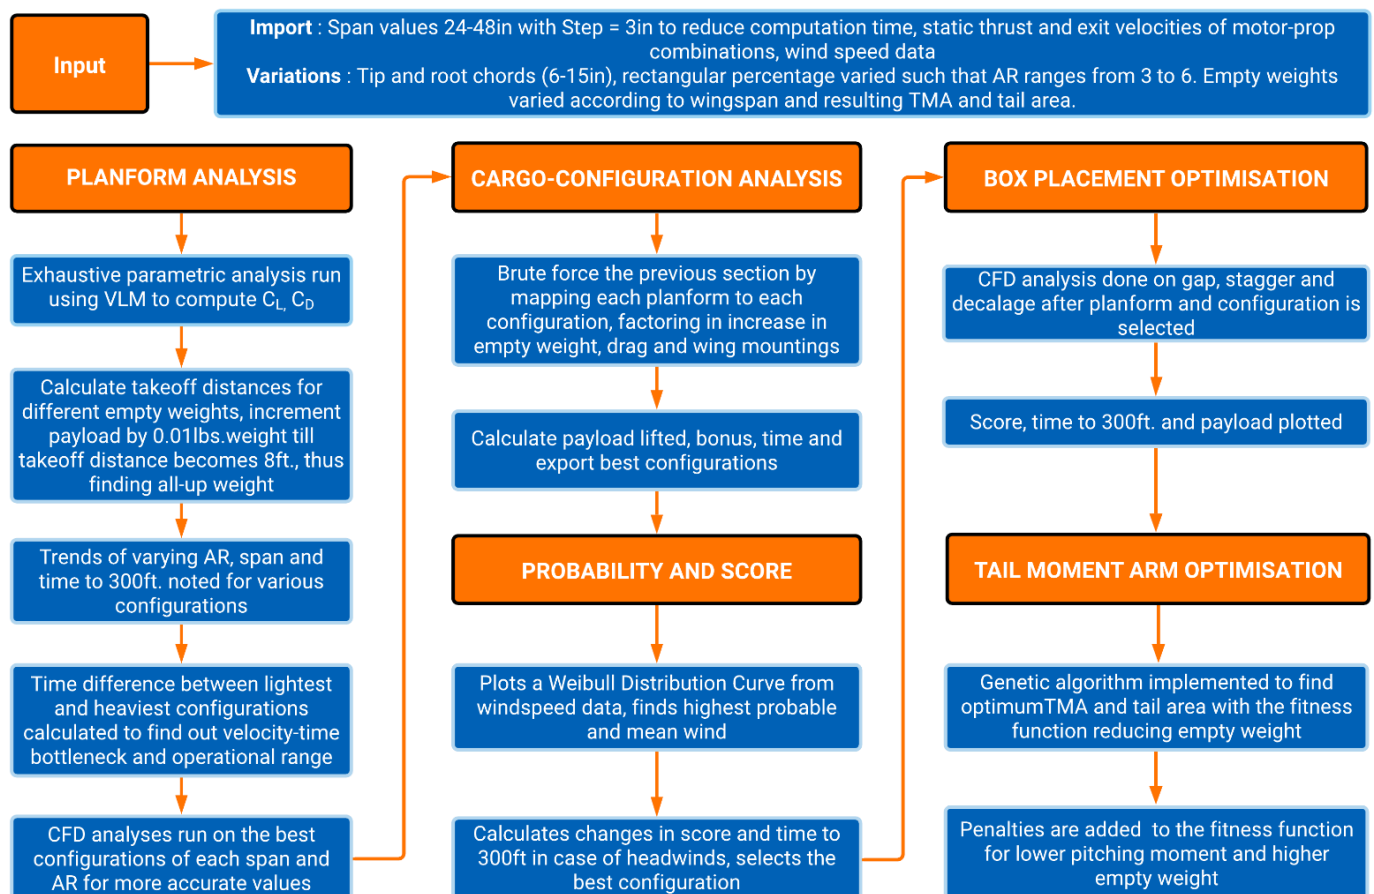 Input
Import : Span values 24-48in with Step = 3in to reduce computation time, static thrust and exit velocities of motor-prop
combinations, wind speed data
Variations : Tip and root chords (6-15in), rectangular percentage varied such that AR ranges from 3 to 6. Empty weights
varied according to wingspan and resulting TMA and tail area.
PLANFORM ANALYSIS
Exhaustive parametric analysis run
using VLM to compute CL, CD
Calculate takeoff distances for
different empty weights, increment
payload by 0.01lbs.weight till
takeoff distance becomes 8ft., thus
finding all-up weight
Trends of varying AR, span and
time to 300ft. noted for various
configurations
Time difference between lightest
and heaviest configurations
calculated to find out velocity-time
bottleneck and operational range
CFD analyses run on the best
configurations of each span and
AR for more accurate values
CARGO-CONFIGURATION ANALYSIS
Brute force the previous section by
mapping each planform to each
configuration, factoring in increase in
empty weight, drag and wing mountings
Calculate payload lifted, bonus, time and
export best configurations
PROBABILITY AND SCORE
Plots a Weibull Distribution Curve from
windspeed data, finds highest probable
and mean wind
Calculates changes in score and time to
300ft in case of headwinds, selects the
best configuration
BOX PLACEMENT OPTIMISATION
CFD analysis done on gap, stagger and
decalage after planform and configuration is
selected
Score, time to 300ft. and payload plotted
TAIL MOMENT ARM OPTIMISATION
Genetic algorithm implemented to find
optimumTMA and tail area with the fitness
function reducing empty weight
Penalties are added to the fitness function
for lower pitching moment and higher
empty weight